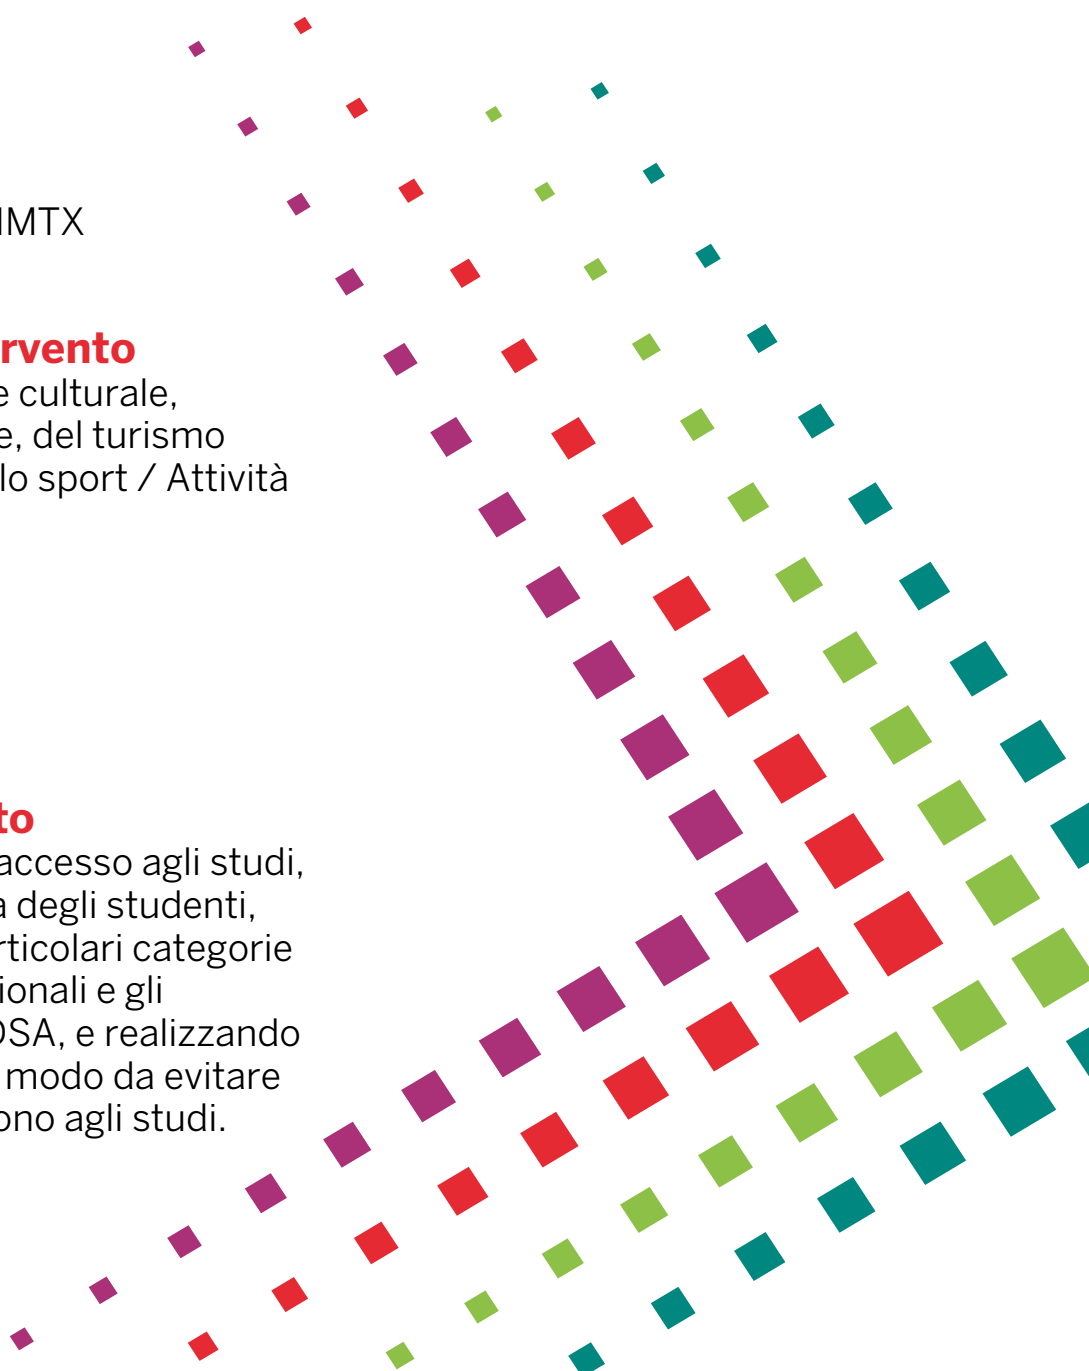 IMTX
rvento
e culturale,
e, del turismo
lo sport / Attività
to
accesso agli studi,
a degli studenti,
rticolari categorie
ionali e gli
DSA, e realizzando
modo da evitare
ono agli studi.